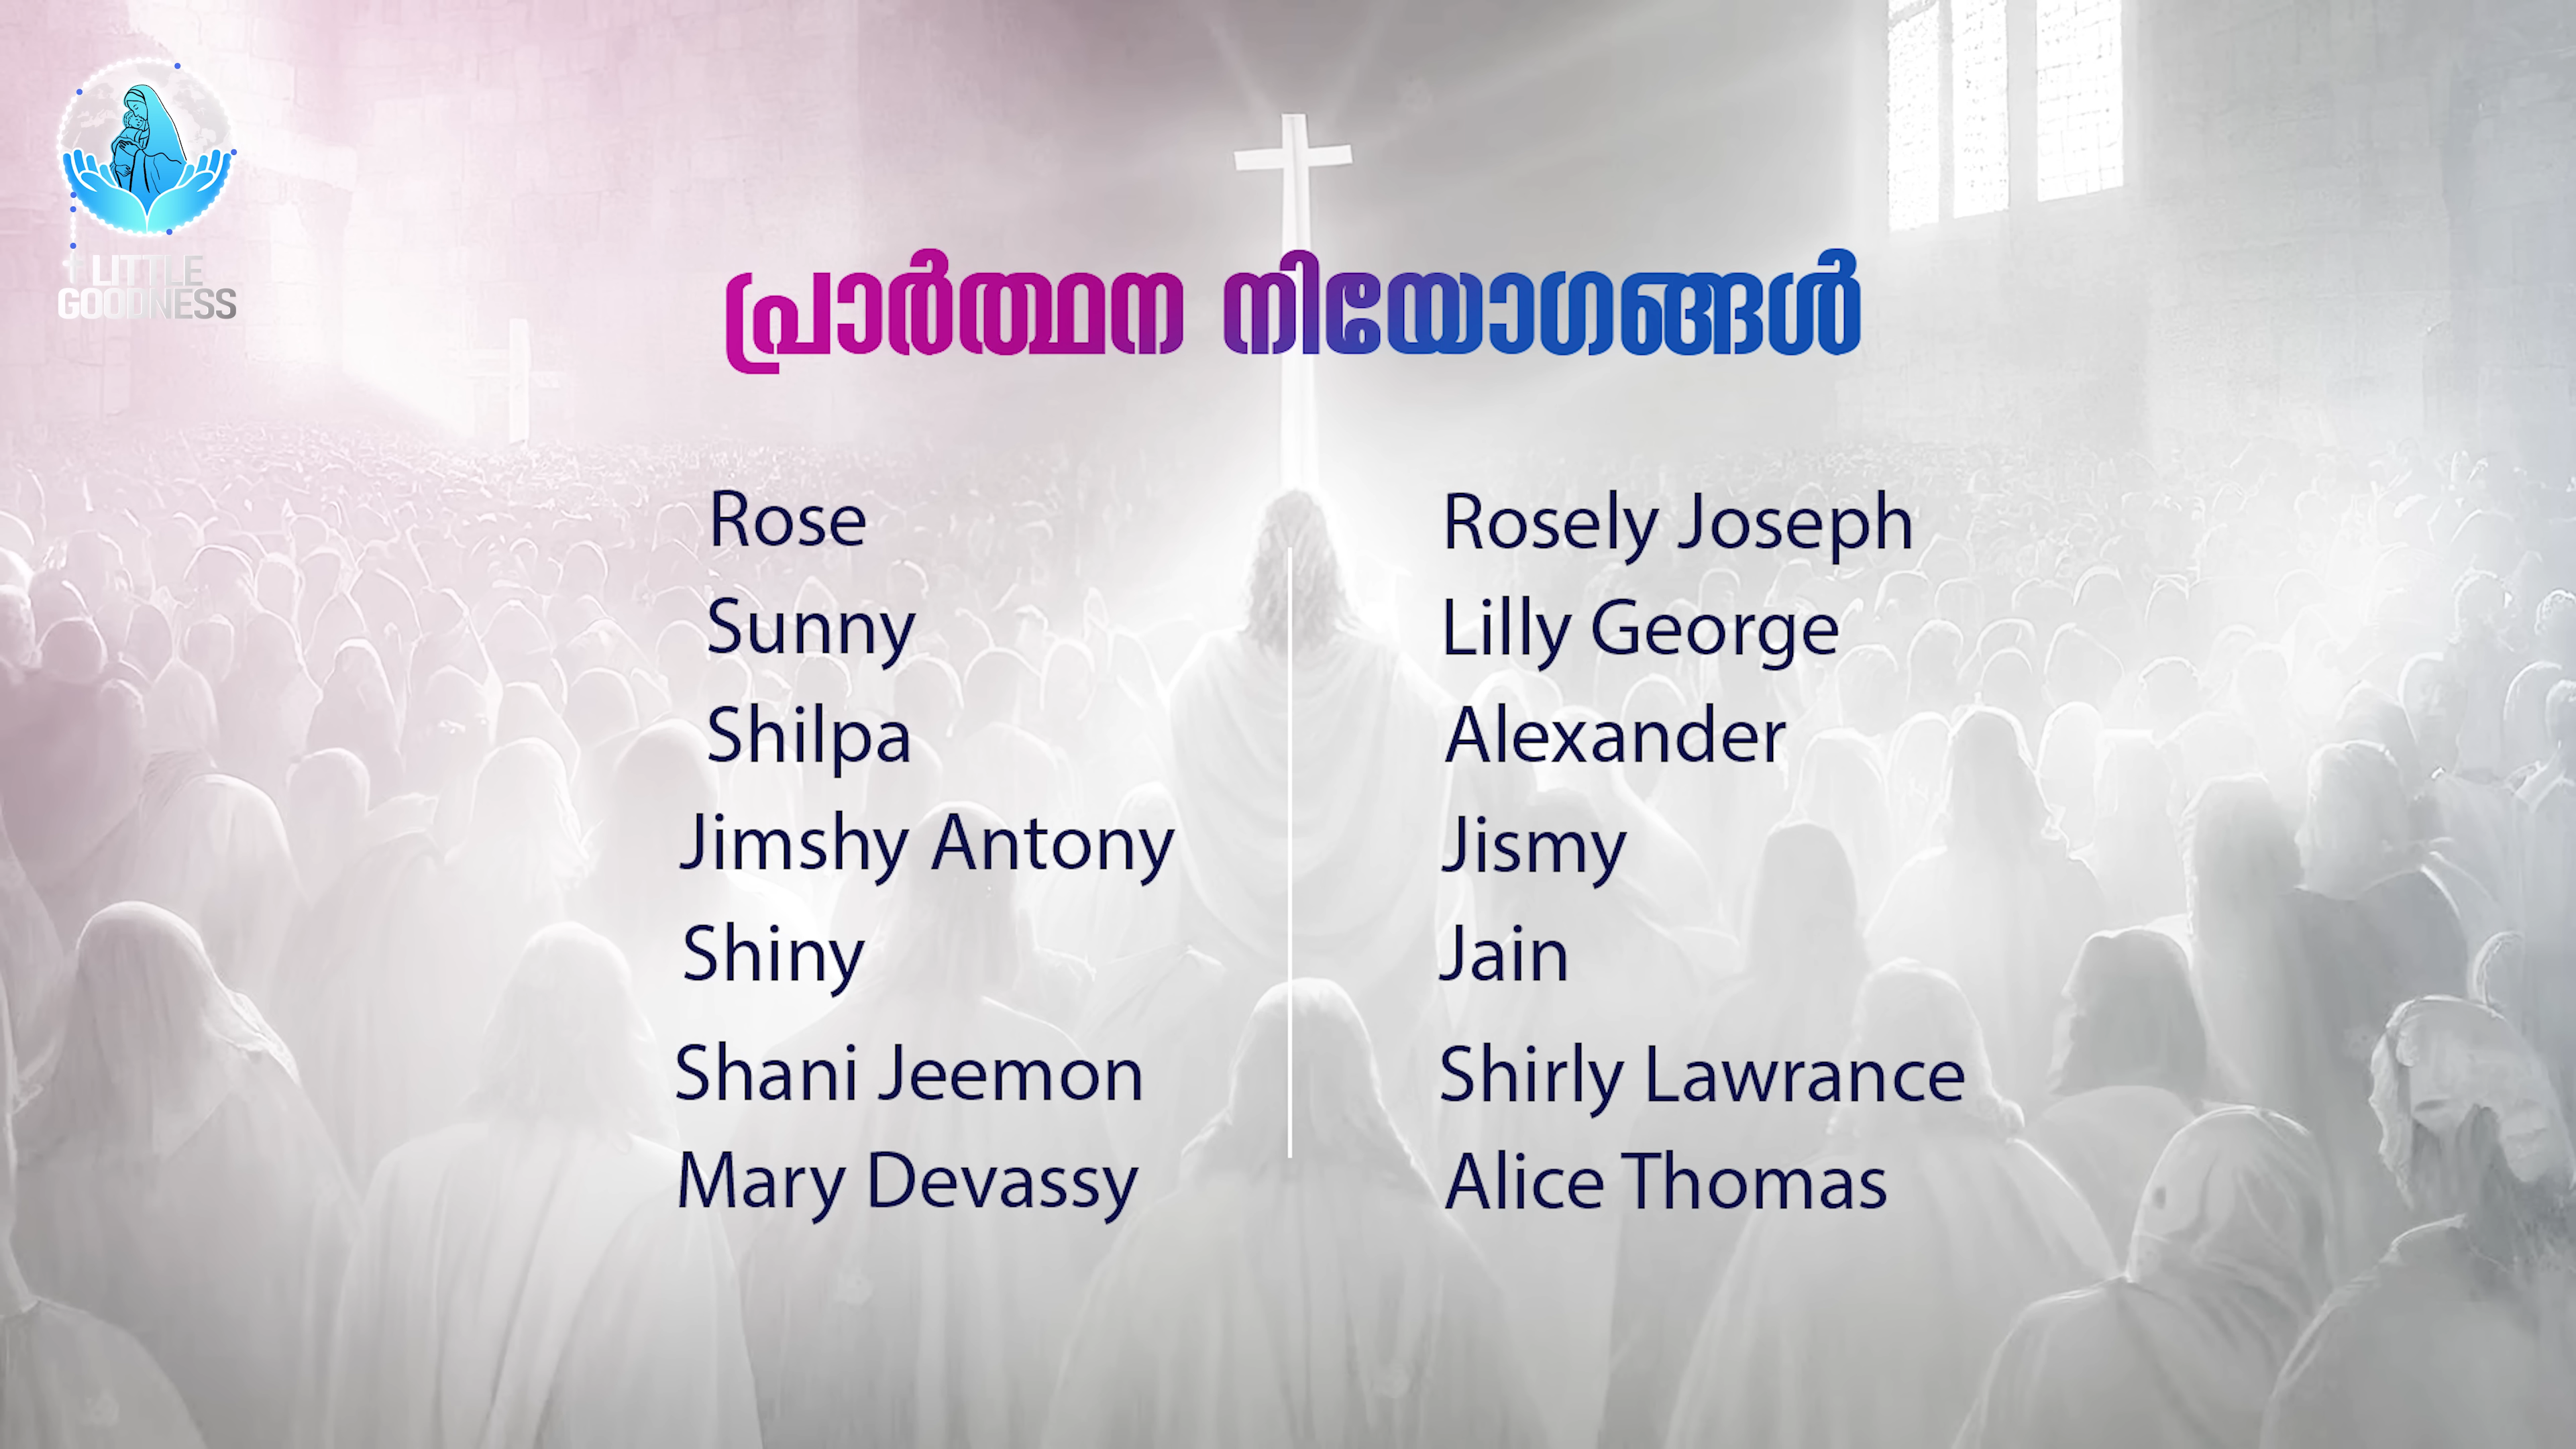 LITTLE
GOODNESS
പ്രാർത്ഥന നിയോഗങ്ങൾ
Rose
Sunny
Shilpa
Jimshy Antony
Shiny
Shani Jeemon
Mary Devassy
Rosely Joseph
Lilly George
Alexander
Jismy
Jain
Shirly Lawrance
Alice Thomas